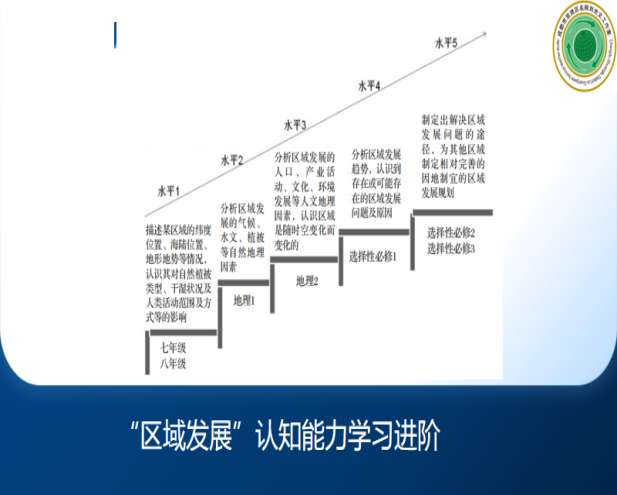 水平5
水平4
水平3
水平2
水平1
描述某区域的纬度
位置、海陆位置、
地形地势等情况，
认识其对自然植被
类型、干湿状况及
人类活动范围及方
式等的影响
七年级
八年级
分析区域发
展的气候、
水文、植被
等自然地理
因素
地理1
分析区域发展的
人口、产业活
动、文化、环境
发展等人文地理
因素，认识区域
是随时空变化而
变化的
地理2
分析区域发展
趋势，认识到
存在或可能存
在的区域发展
问题及原因
选择性必修1
制定出解决区域
发展问题的途
径，为其他区域
制定相对完善的
因地制宜的区域
发展规划
选择性必修2
选择性必修3
“区域发展”认知能力学习进阶